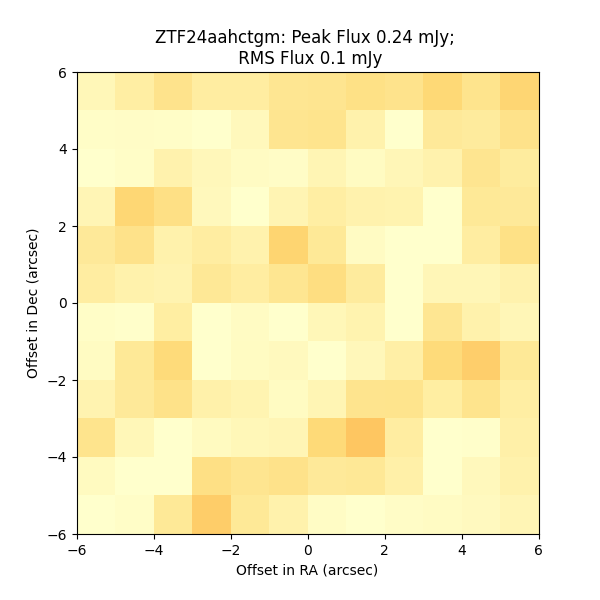 ZTF24aahctgm: Peak Flux 0.24 mJy;
RMS Flux 0.1 mJy
6
4
2
0
−2
−4
−6
Offset in Dec (arcsec)
−6 −4 −2 0 2 4 6
Offset in RA (arcsec)